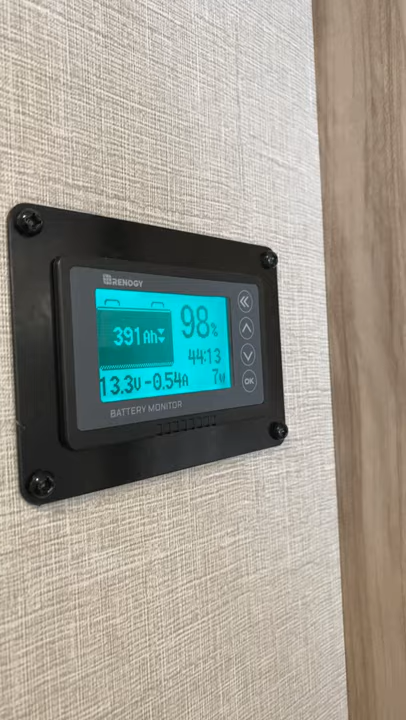 RENOGY
391Ah
98%
44:13
13.3V -0.54A 7W
OK
BATTERY MONITOR